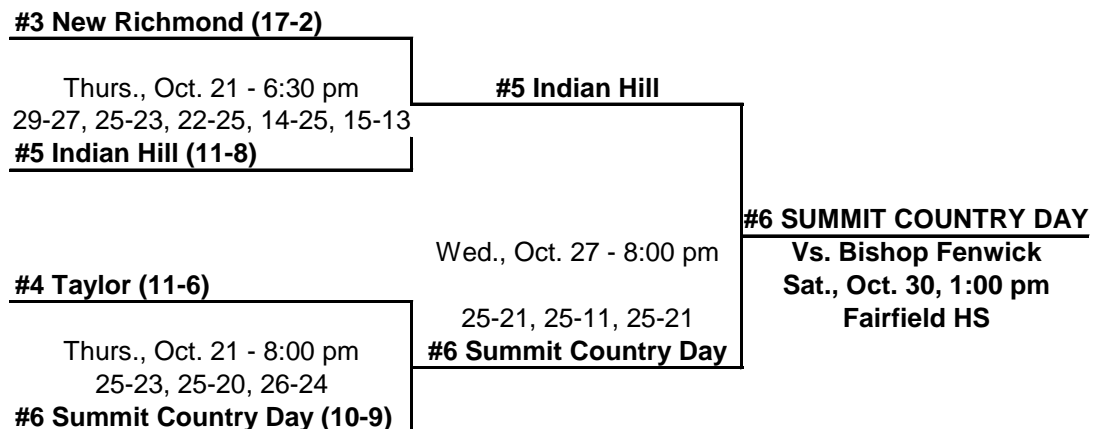 #3 New Richmond (17-2)
Thurs., Oct. 21 - 6:30 pm
29-27, 25-23, 22-25, 14-25, 15-13
#5 Indian Hill (11-8)
#5 Indian Hill
#4 Taylor (11-6)
Thurs., Oct. 21 - 8:00 pm
25-23, 25-20, 26-24
#6 Summit Country Day (10-9)
Wed., Oct. 27 - 8:00 pm
25-21, 25-11, 25-21
#6 Summit Country Day
#6 SUMMIT COUNTRY DAY
Vs. Bishop Fenwick
Sat., Oct. 30, 1:00 pm
Fairfield HS